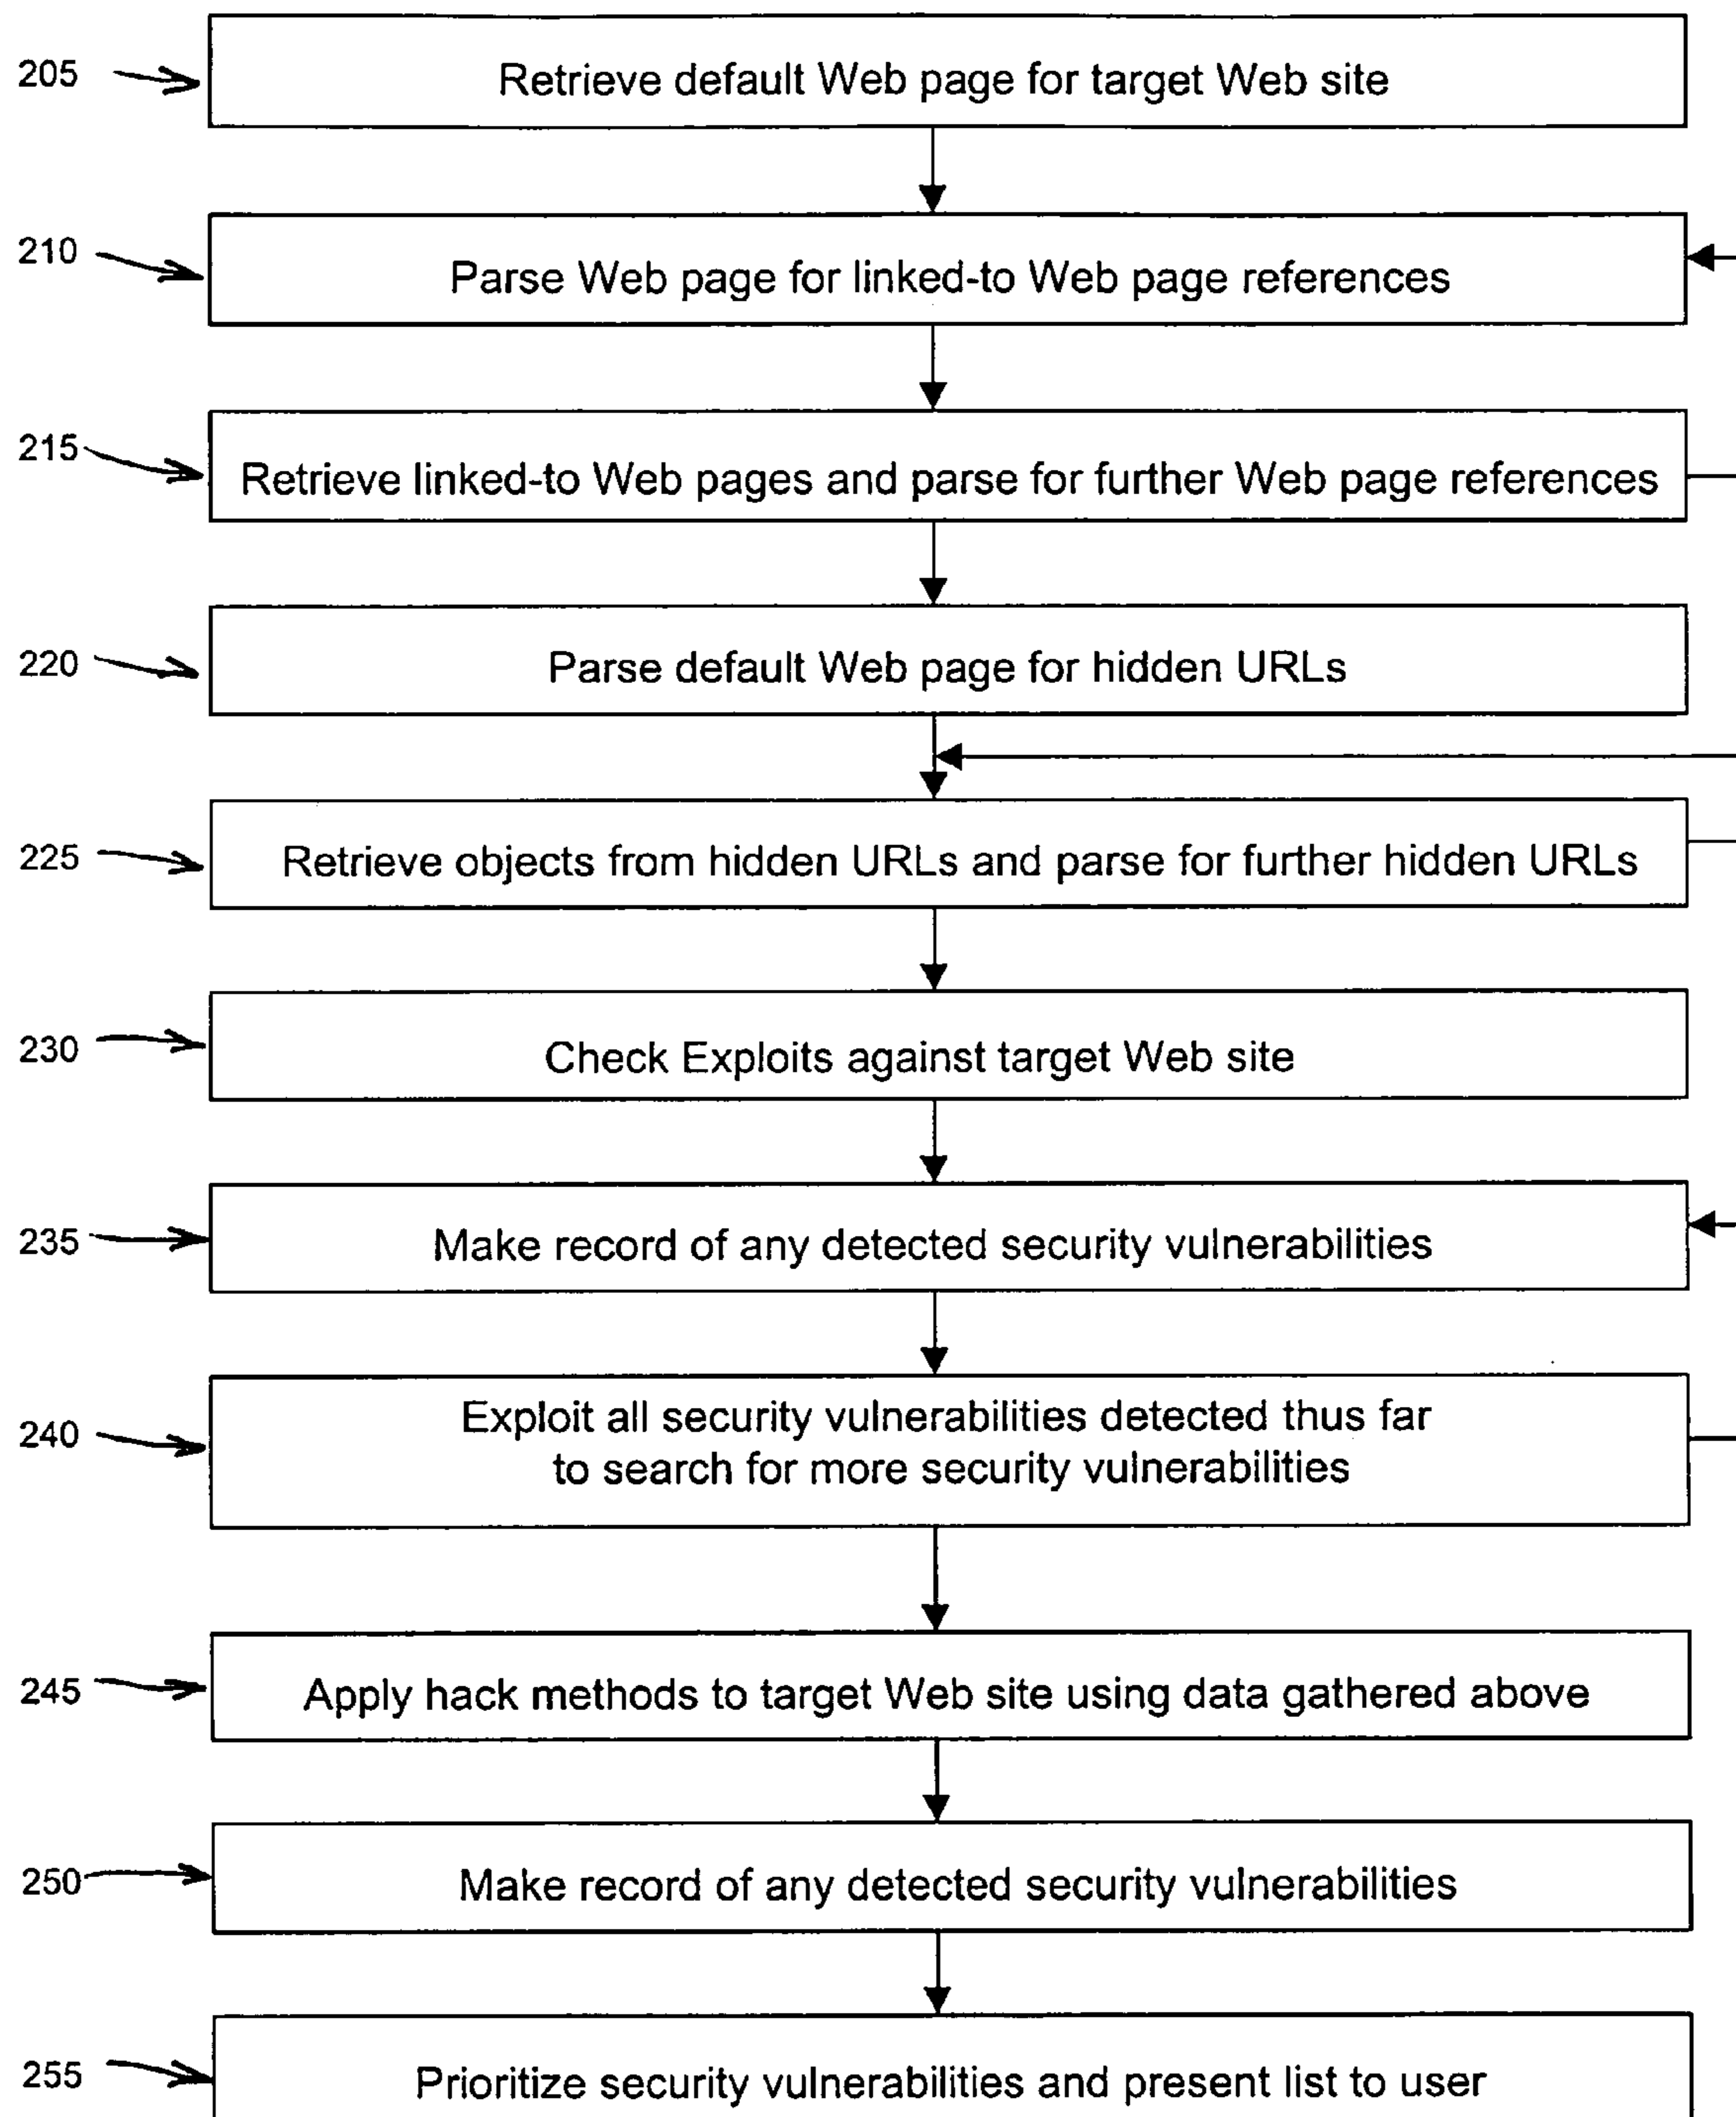 205
Retrieve default Web page for target Web site
210
Parse Web page for linked-to Web page references
215
Retrieve linked-to Web pages and parse for further Web page references
220
Parse default Web page for hidden URLs
225
Retrieve objects from hidden URLs and parse for further hidden URLs
230
Check Exploits against target Web site
235
Make record of any detected security vulnerabilities
240
Exploit all security vulnerabilities detected thus far
to search for more security vulnerabilities
245
Apply hack methods to target Web site using data gathered above
250
Make record of any detected security vulnerabilities
255
Prioritize security vulnerabilities and present list to user